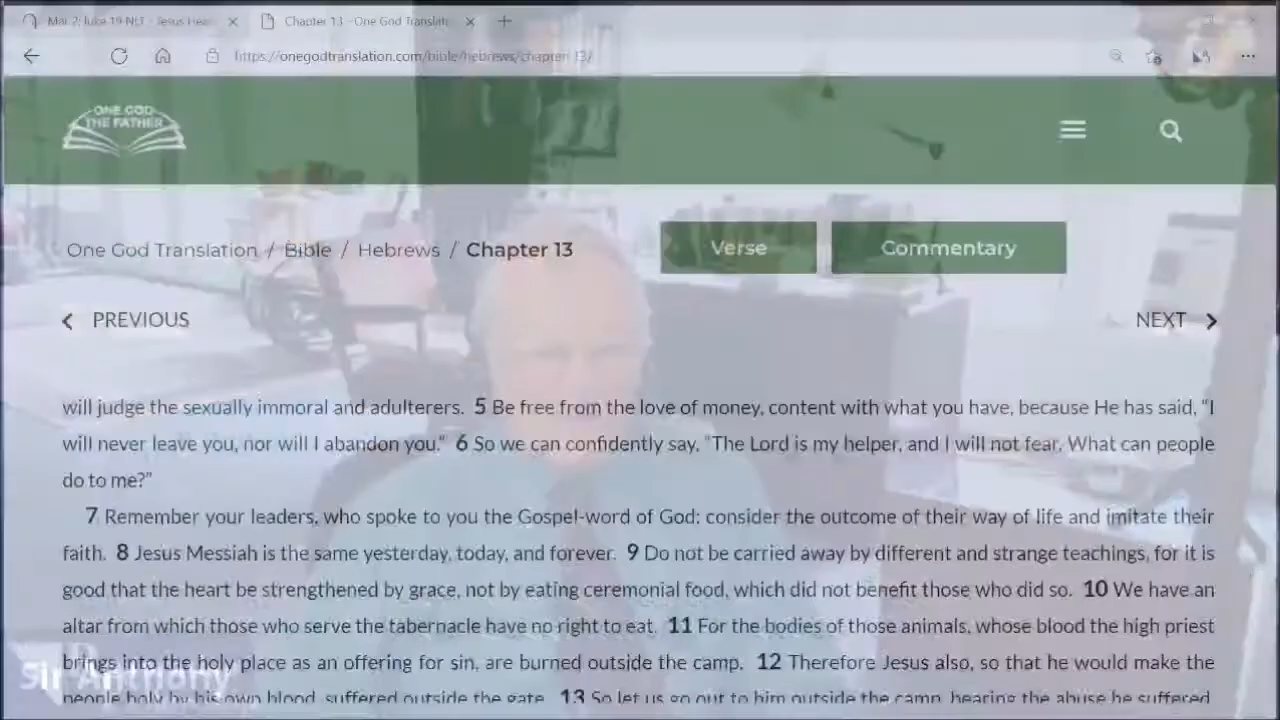 Mar 2; luke 19 NLT - Jesus Heal
Chapter 13 - One God Translati
https://onegodtranslation.com/bible/hebrews/chapter-13/
ONE GOD
THE FATHER
One God Translation / Bible / Hebrews / Chapter 13
Verse
Commentary
PREVIOUS
NEXT
will judge the sexually immoral and adulterers. 5 Be free from the love of money, content with what you have, because He has said, "I
will never leave you, nor will I abandon you." 6 So we can confidently say, "The Lord is my helper, and I will not fear. What can people
do to me?"
7 Remember your leaders, who spoke to you the Gospel-word of God: consider the outcome of their way of life and imitate their
faith. 8 Jesus Messiah is the same yesterday, today, and forever. 9 Do not be carried away by different and strange teachings, for it is
good that the heart be strengthened by grace, not by eating ceremonial food, which did not benefit those who did so. 10 We have an
altar from which those who serve the tabernacle have no right to eat. 11 For the bodies of those animals, whose blood the high priest
brings into the holy place as an offering for sin, are burned outside the camp. 12 Therefore Jesus also, so that he would make the
Sir Anthony
people holy by his own blood, suffered outside the gate. 13 So let us go out to him outside the camp, bearing the abuse he suffered.